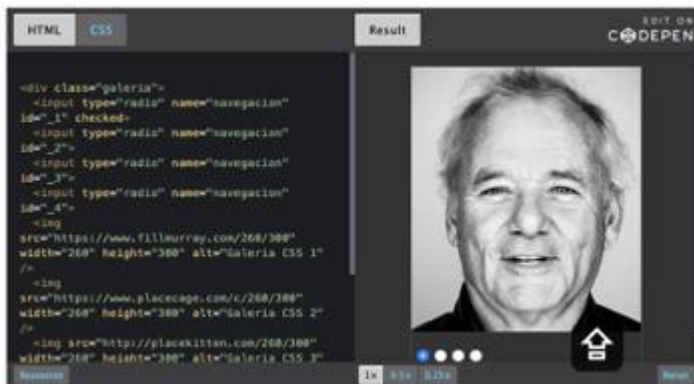 HTML
CSS
<div class="galeria">
<input type="radio" name="navegacion"
id="_1" checked>
<input type="radio" name="navegacion"
id="_2">
<input type="radio" name="navegacion"
id="_3">
<input type="radio" name="navegacion"
id="_4">
<img
src="https://www.fillmurray.com/260/300"
width="260" height="300" alt="Galeria CSS 1"
/>
<img
src="https://www.placecage.com/c/260/300"
width="260" height="300" alt="Galeria CSS 2"
/>
<img src="http://placekitten.com/260/300"
width="260" height="300" alt="Galeria CSS 3"
Resources
Result
EDIT ON
CODEPEN
1x
0.5x
0.25x
Rerun